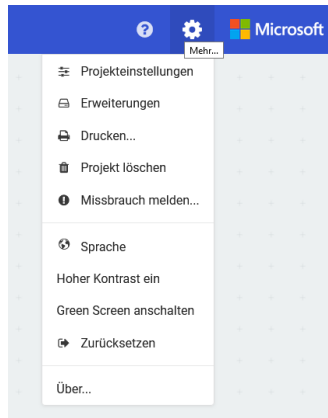 ?
Microsoft
Mehr...
Projekteinstellungen
Erweiterungen
Drucken...
Projekt löschen
Missbrauch melden...
Sprache
Hoher Kontrast ein
Green Screen anschalten
Zurücksetzen
Über...